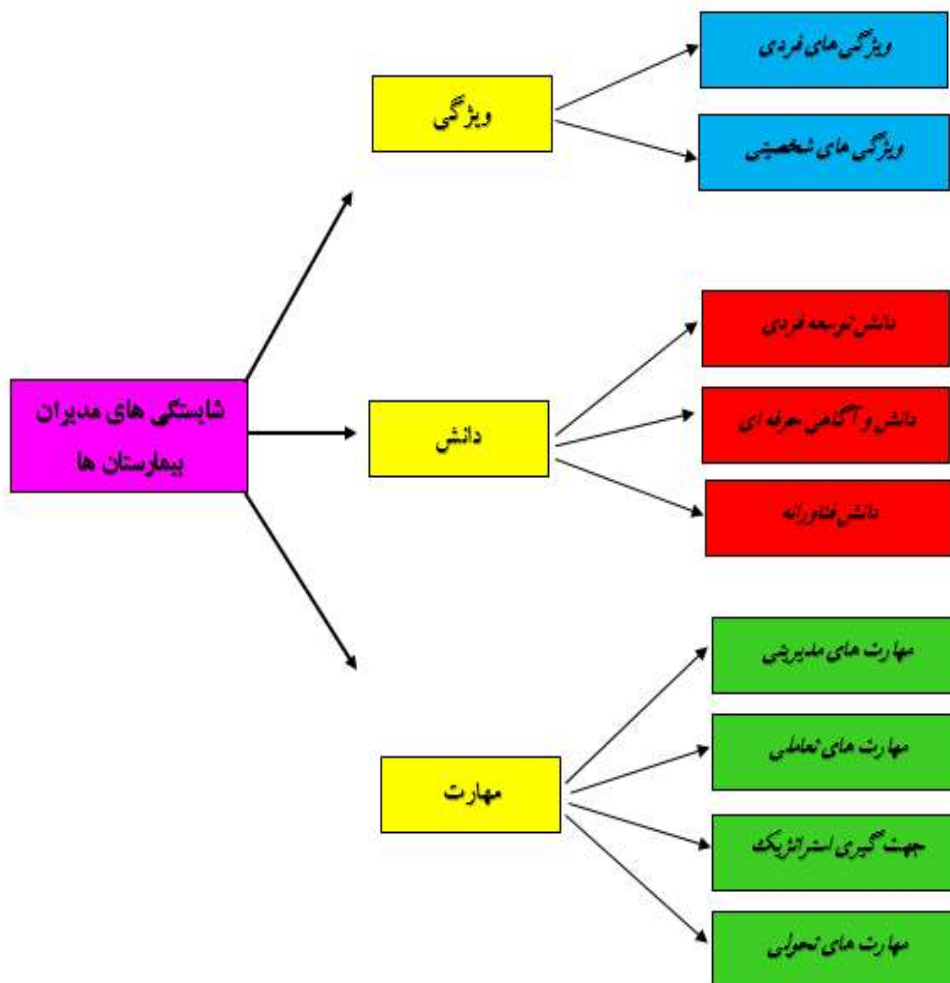 شایستگی های مدیران
بیمارستان ها
ویژگی
ویژگی های فردی
ویژگی های شخصیتی
دانش
دانش توسعه فردی
دانش و آگاهی حرفه ای
دانش فناورانه
مهارت
مهارت های مدیریتی
مهارت های تعاملی
جهت گیری استراتژیک
مهارت های تحولی